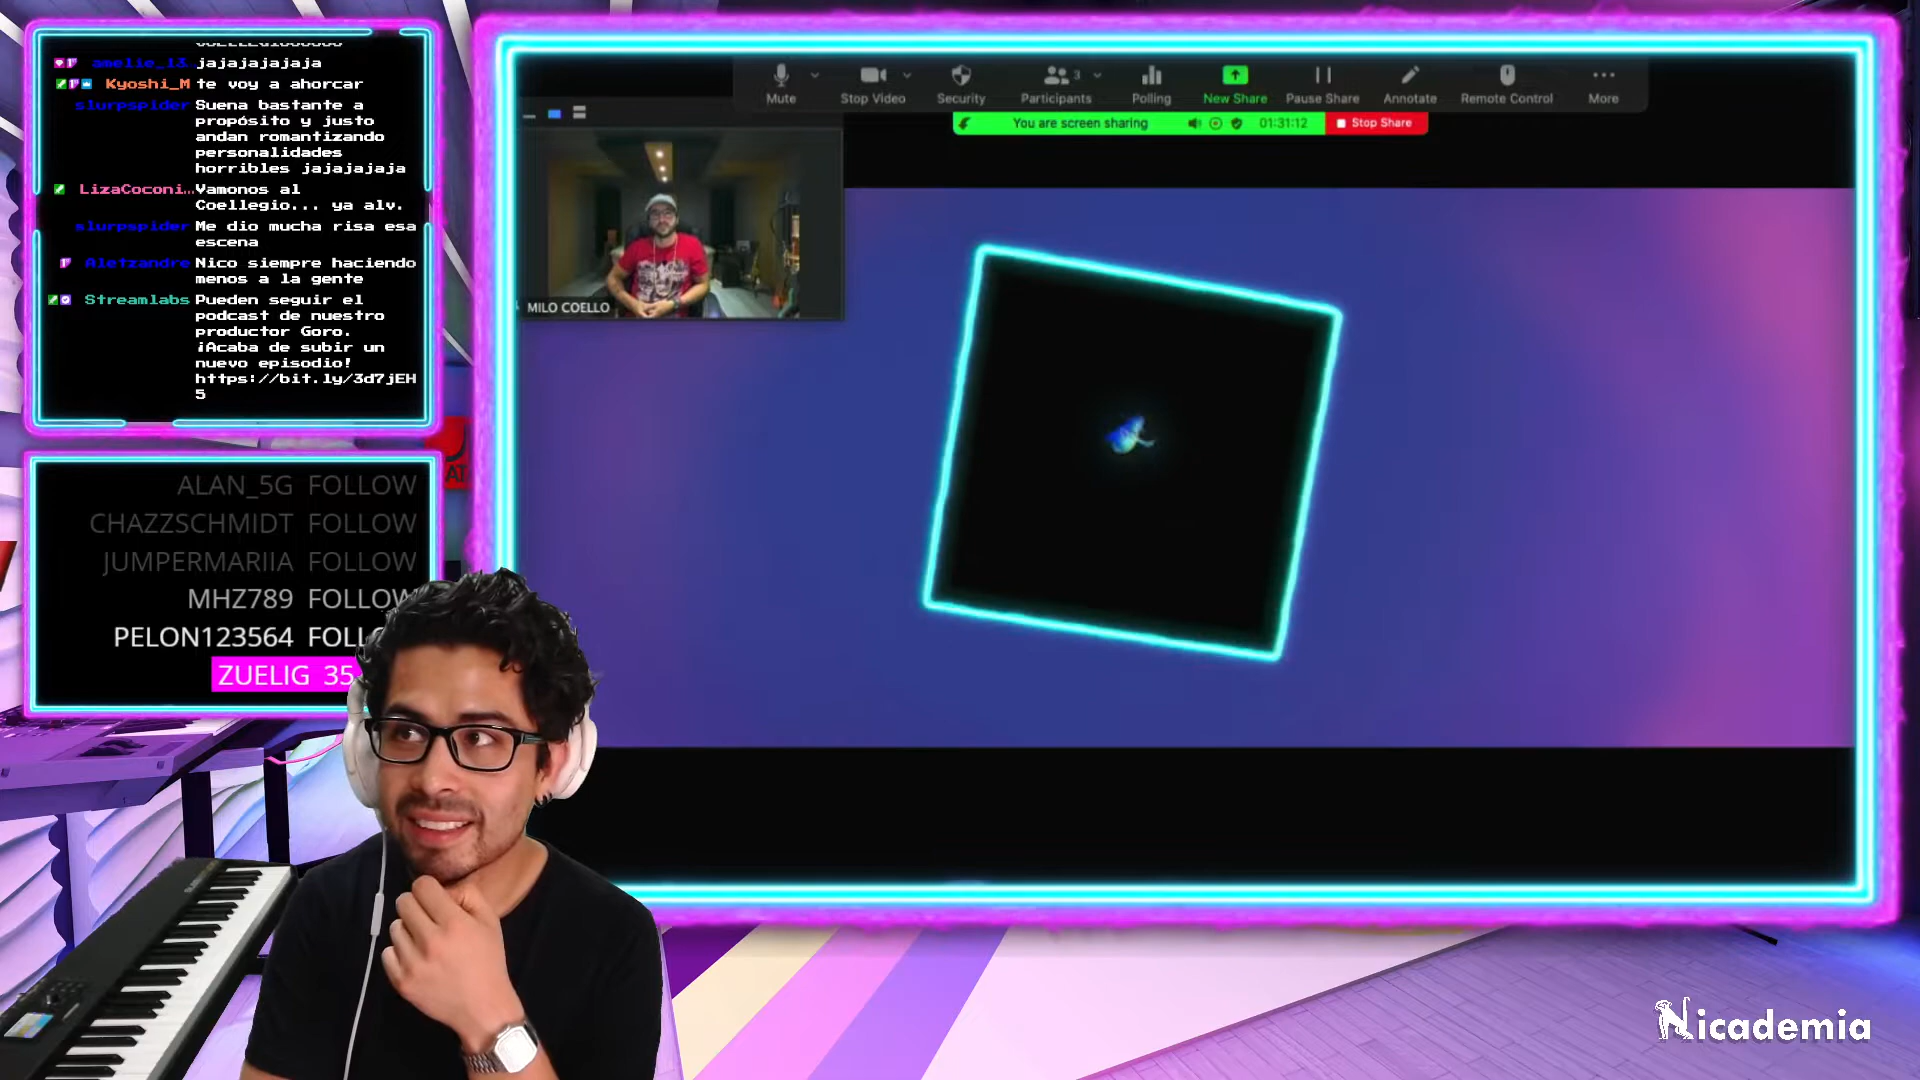 amelie_13... jajajajajaja
Kyoshi_M te voy a ahorcar
slurpspider Suena bastante a
propósito y justo
andan romantizando
personalidades
horribles jajajajaja
LizaCoconi... Vamonos al
Coellegio... ya alv.
slurpspider Me dio mucha risa esa
escena
Aletzandre Nico siempre haciendo
menos a la gente
Streamlabs Pueden seguir el
podcast de nuestro
productor Goro.
¡Acaba de subir un
nuevo episodio!
https://bit.ly/3d7jEH
5
ALAN_5G FOLLOW
CHAZZSCHMIDT FOLLOW
JUMPERMARIIA FOLLOW
MHZ789 FOLLOW
PELON123564 FOLL
ZUELIG 35
Mute
Stop Video
Security
3
Participants
Polling
New Share
Pause Share
Annotate
Remote Control
More
You are screen sharing
01:31:12
Stop Share
MILO COELLO
Nicademia